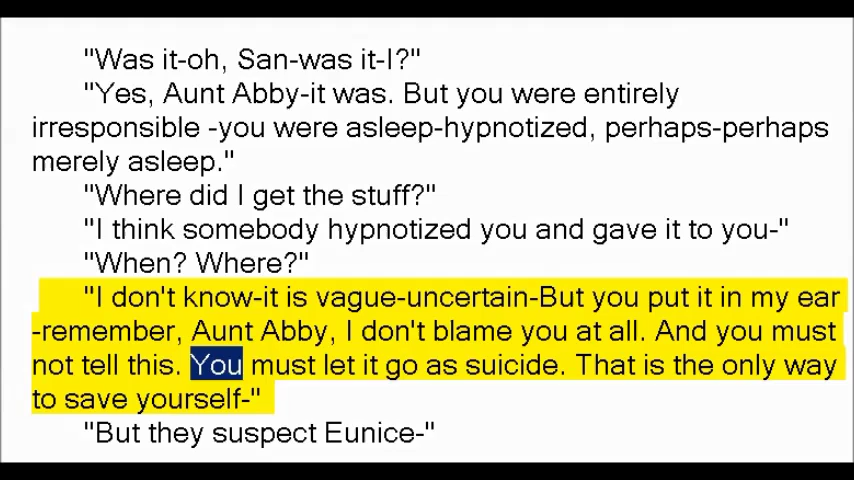 "Was it-oh, San-was it-I?"
"Yes, Aunt Abby-it was. But you were entirely
irresponsible -you were asleep-hypnotized, perhaps-perhaps
merely asleep."
"Where did I get the stuff?"
"I think somebody hypnotized you and gave it to you-"
"When? Where?"
"I don't know-it is vague-uncertain-But you put it in my ear
-remember, Aunt Abby, I don't blame you at all. And you must
not tell this. You must let it go as suicide. That is the only way
to save yourself-"
"But they suspect Eunice-"